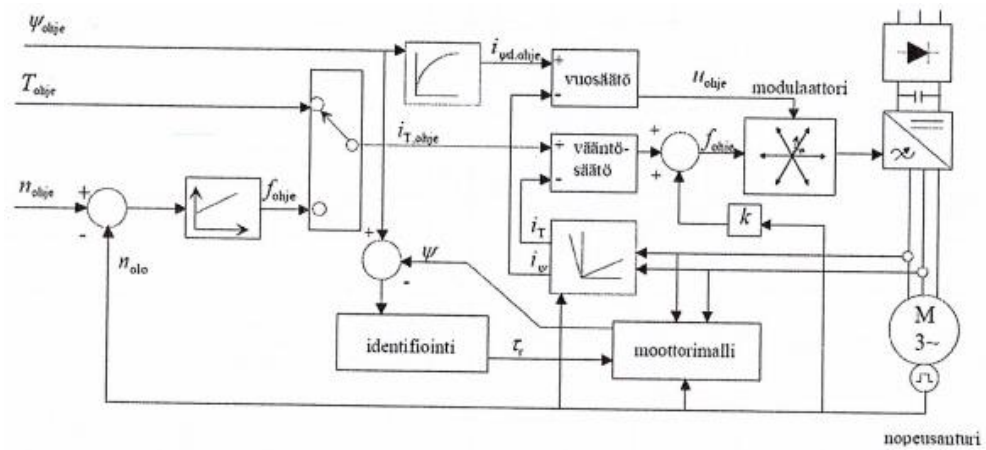 ψohje
Tohje
nohje
+
-
nolo
fohje
iT,ohje
iψd,ohje
+
-
vuosäätö
+
-
vääntö-
säätö
uohje
modulaattori
+
+
fohje
k
iT
iψ
+
-
ψ
identifiointi
τr
moottorimalli
M
3~
nopeusanturi